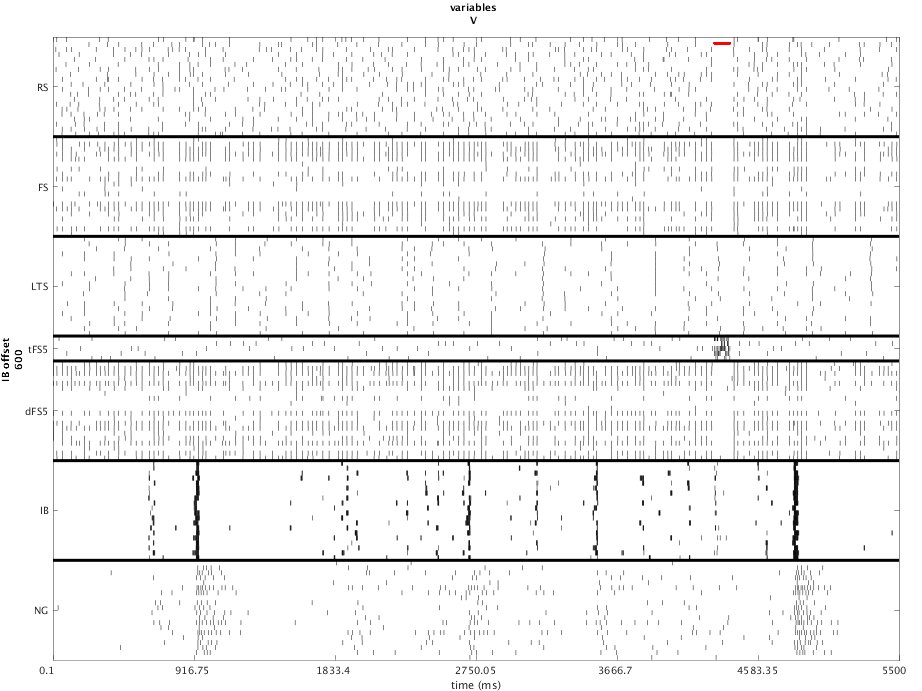 variables
V
RS
FS
LTS
tFS5
dFS5
IB
NG
IB offset
600
0.1 916.75 1833.4 2750.05 3666.7 4583.35 5500
time (ms)